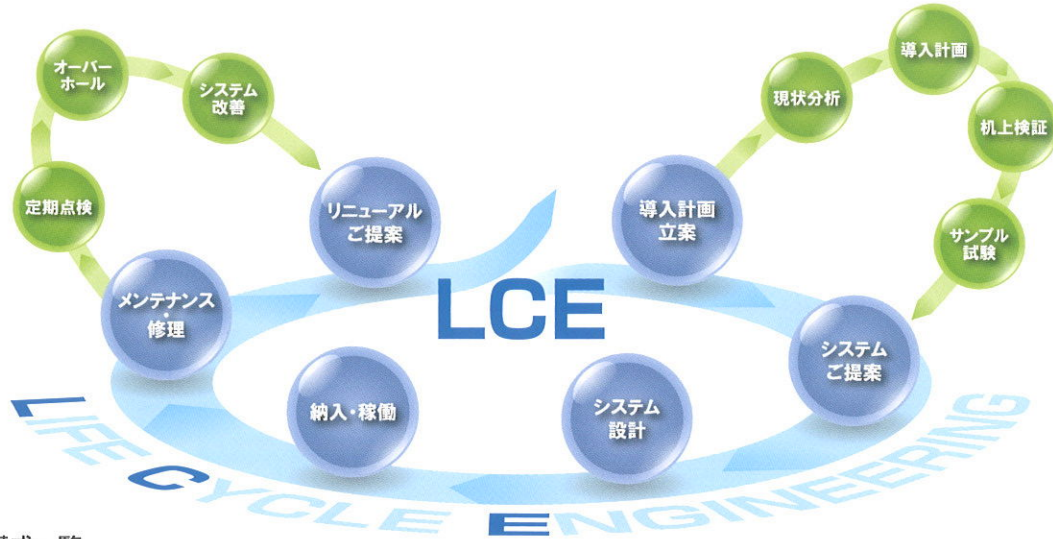 オーバー
ホール
システム
改善
定期点検
リニューアル
ご提案
メンテナンス
・
修理
導入計画
現状分析
机上検証
サンプル
試験
導入計画
立案
LCE
システム
ご提案
納入・稼働
システム
設計
LIFE CYCLE ENGINEERING